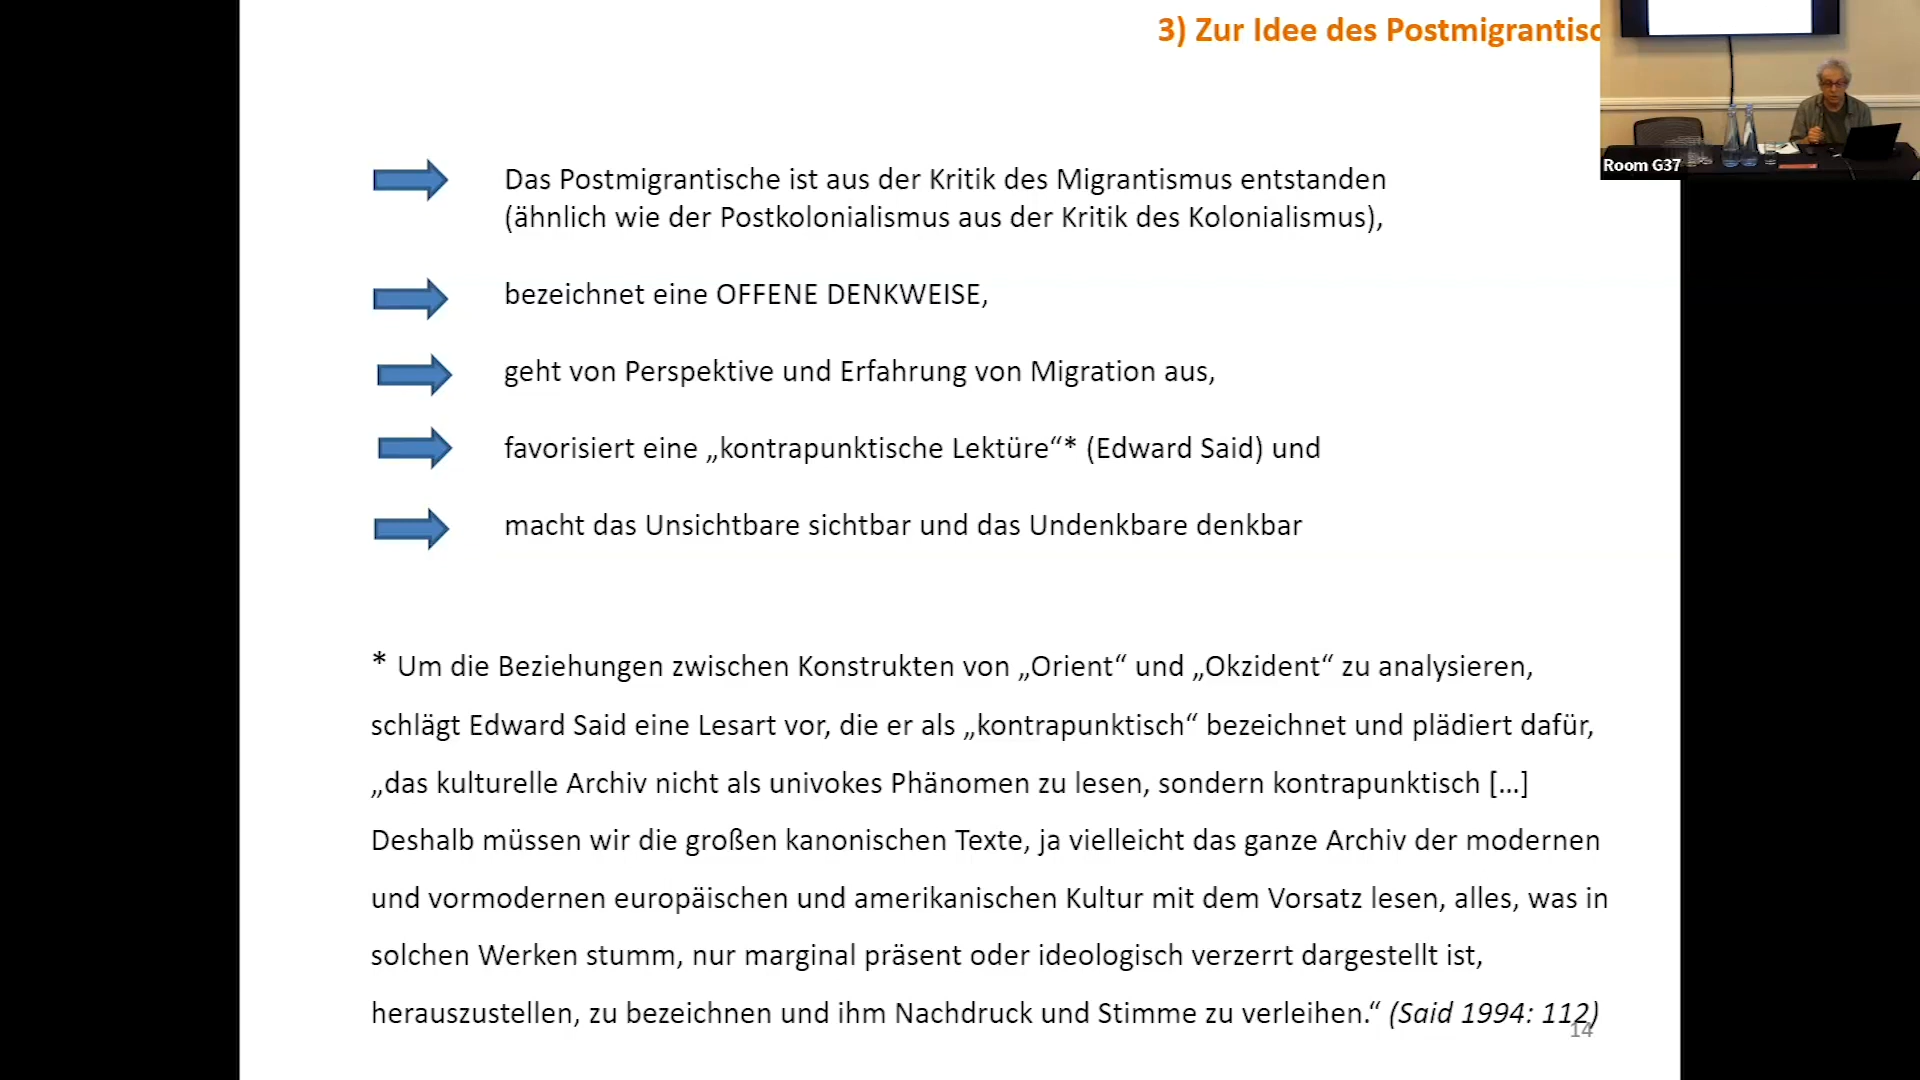 3) Zur Idee des Postmigrantisc
Room G37
Das Postmigrantische ist aus der Kritik des Migrantismus entstanden
(ähnlich wie der Postkolonialismus aus der Kritik des Kolonialismus),
bezeichnet eine OFFENE DENKWEISE,
geht von Perspektive und Erfahrung von Migration aus,
favorisiert eine „kontrapunktische Lektüre“* (Edward Said) und
macht das Unsichtbare sichtbar und das Undenkbare denkbar
* Um die Beziehungen zwischen Konstrukten von „Orient“ und „Okzident“ zu analysieren,
schlägt Edward Said eine Lesart vor, die er als „kontrapunktisch“ bezeichnet und plädiert dafür,
„das kulturelle Archiv nicht als univokes Phänomen zu lesen, sondern kontrapunktisch [...]
Deshalb müssen wir die großen kanonischen Texte, ja vielleicht das ganze Archiv der modernen
und vormodernen europäischen und amerikanischen Kultur mit dem Vorsatz lesen, alles, was in
solchen Werken stumm, nur marginal präsent oder ideologisch verzerrt dargestellt ist,
herauszustellen, zu bezeichnen und ihm Nachdruck und Stimme zu verleihen.“ (Said 1994: 112)
14